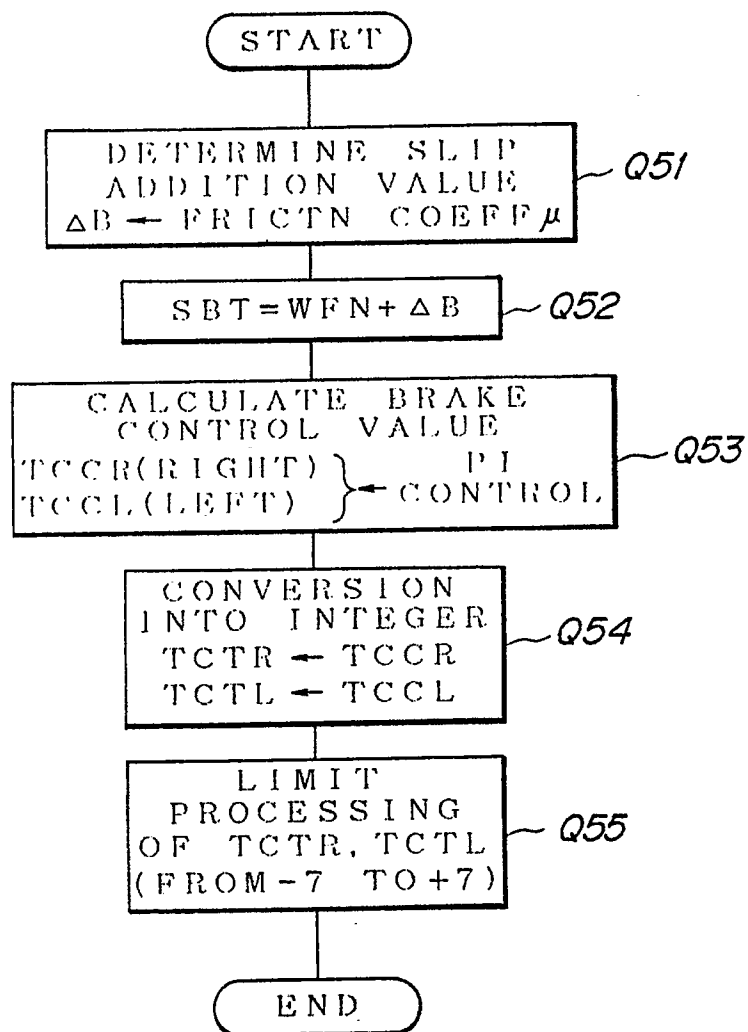 START
DETERMINE SLIP
ADDITION VALUE
△B ← FRICTN COEFF μ
Q51
SBT=WFN+△B
Q52
CALCULATE BRAKE
CONTROL VALUE
TCCR(RIGHT)
TCCL(LEFT)
} ← PI
CONTROL
Q53
CONVERSION
INTO INTEGER
TCTR ← TCCR
TCTL ← TCCL
Q54
LIMIT
PROCESSING
OF TCTR, TCTL
(FROM-7 TO+7)
Q55
END